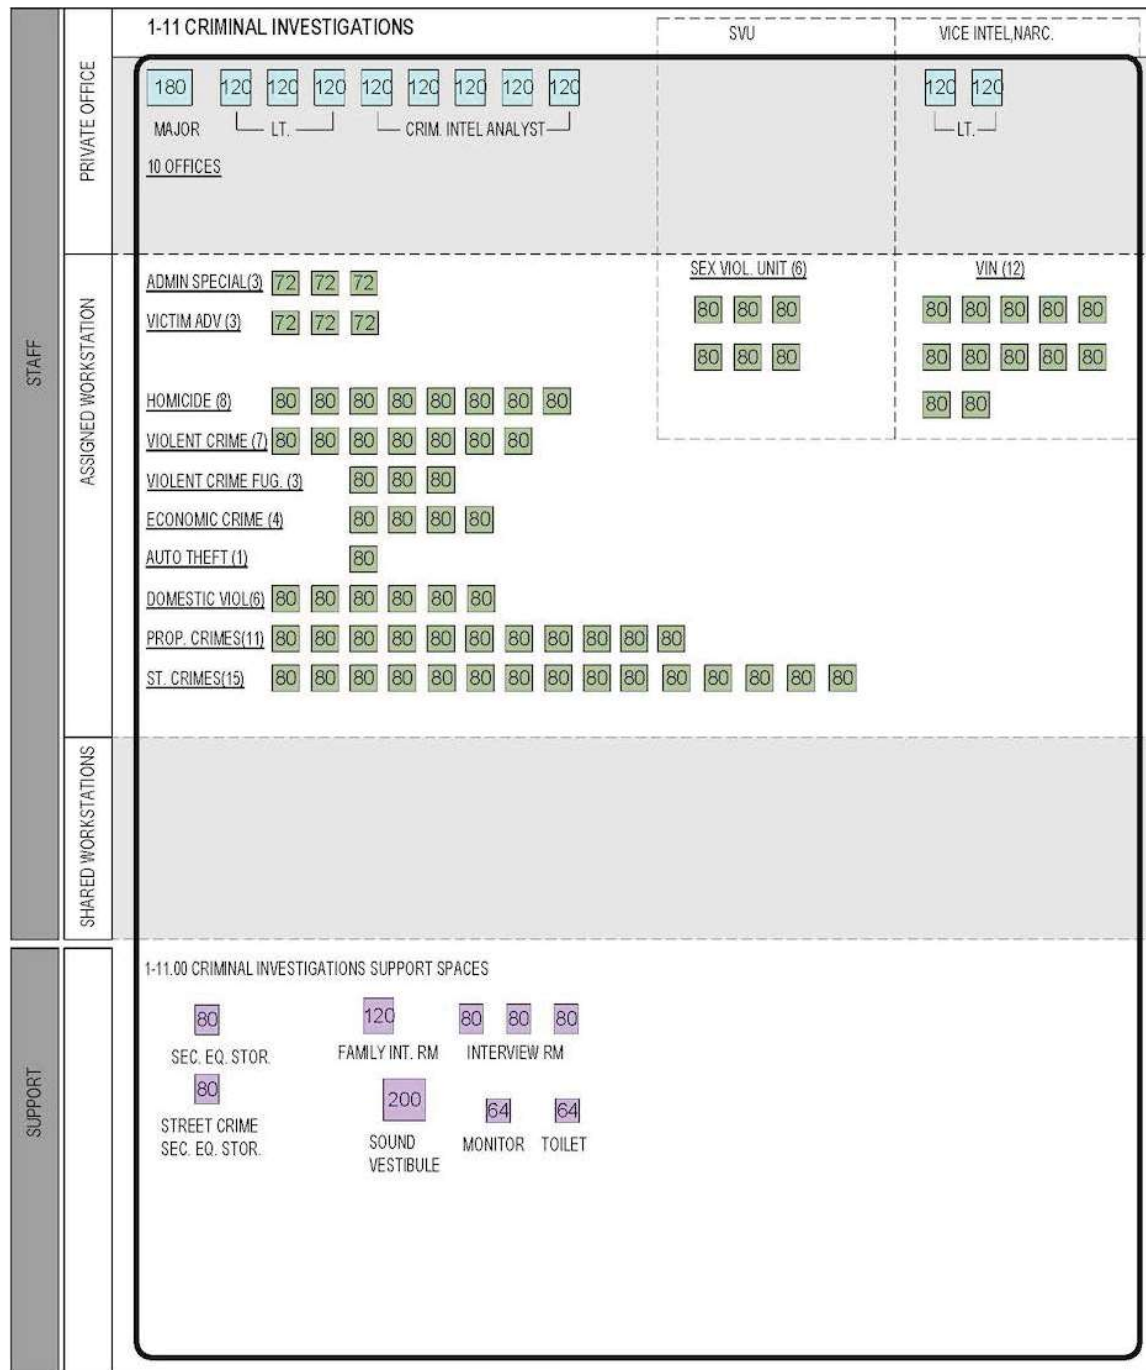 1-11 CRIMINAL INVESTIGATIONS
SVU
VICE INTEL,NARC.
STAFF
PRIVATE OFFICE
180 120 120 120 120 120 120 120 120 120 120
MAJOR LT. CRIM. INTEL ANALYST LT.
10 OFFICES
ASSIGNED WORKSTATION
ADMIN SPECIAL(3) 72 72 72
VICTIM ADV (3) 72 72 72
SEX VIOL. UNIT (6)
80 80 80
80 80 80
VIN (12)
80 80 80 80 80
80 80 80 80 80
80 80
HOMICIDE (8) 80 80 80 80 80 80 80 80
VIOLENT CRIME (7) 80 80 80 80 80 80 80
VIOLENT CRIME FUG. (3) 80 80 80
ECONOMIC CRIME (4) 80 80 80 80
AUTO THEFT (1) 80
DOMESTIC VIOL(6) 80 80 80 80 80 80
PROP. CRIMES(11) 80 80 80 80 80 80 80 80 80 80 80
ST. CRIMES(15) 80 80 80 80 80 80 80 80 80 80 80 80 80 80 80
SHARED WORKSTATIONS
SUPPORT
1-11.00 CRIMINAL INVESTIGATIONS SUPPORT SPACES
80 120 80 80 80
SEC. EQ. STOR. FAMILY INT. RM INTERVIEW RM
80 200 64 64
STREET CRIME
SEC. EQ. STOR.
SOUND
VESTIBULE
MONITOR TOILET